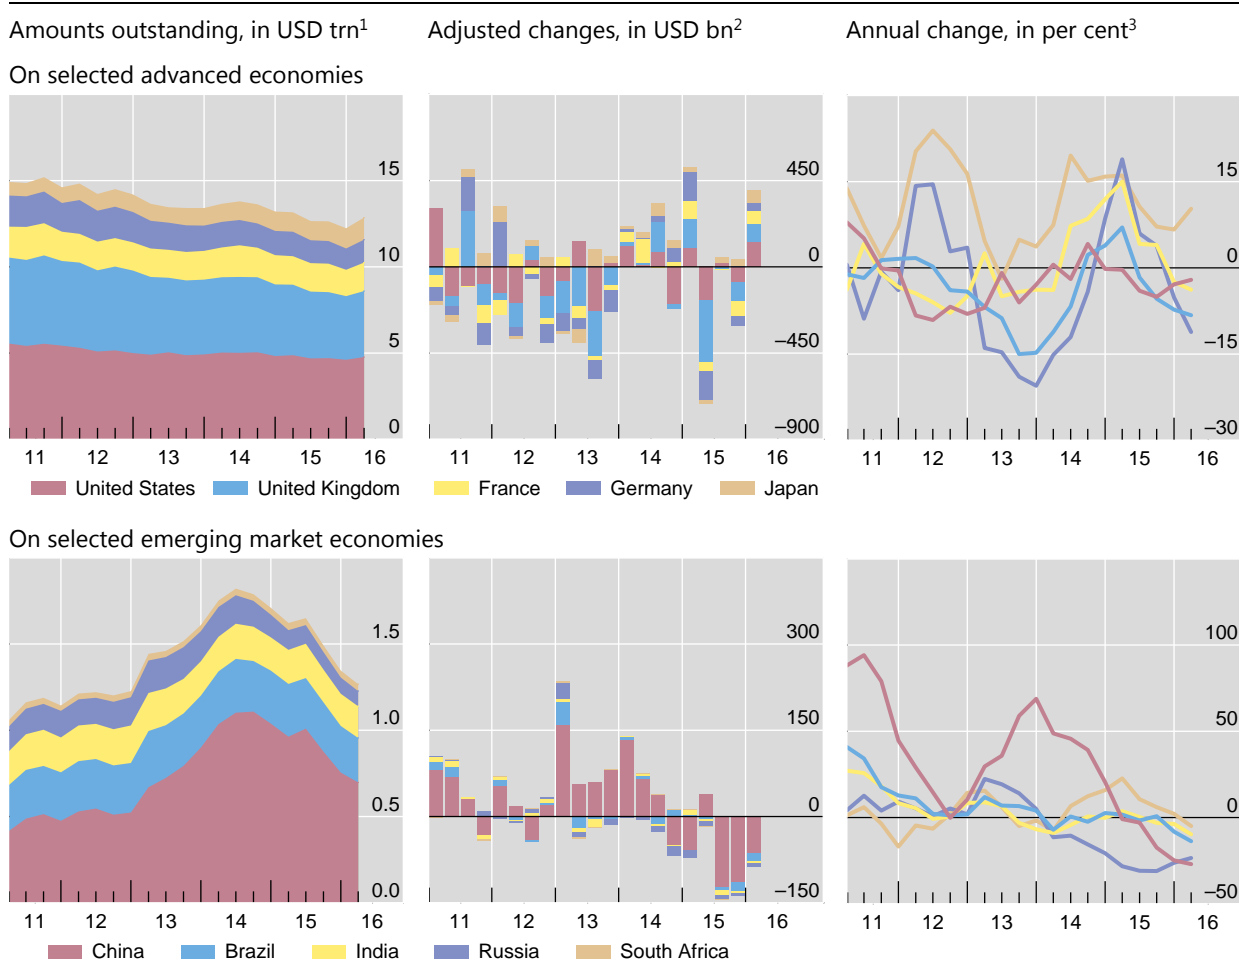 Amounts outstanding, in USD trn1
Adjusted changes, in USD bn2
Annual change, in per cent3
On selected advanced economies
15
10
5
0
11 12 13 14 15 16
450
0
–450
–900
11 12 13 14 15 16
15
0
–15
–30
11 12 13 14 15 16
United States United Kingdom France Germany Japan
On selected emerging market economies
1.5
1.0
0.5
0.0
11 12 13 14 15 16
300
150
0
–150
11 12 13 14 15 16
100
50
0
–50
11 12 13 14 15 16
China Brazil India Russia South Africa